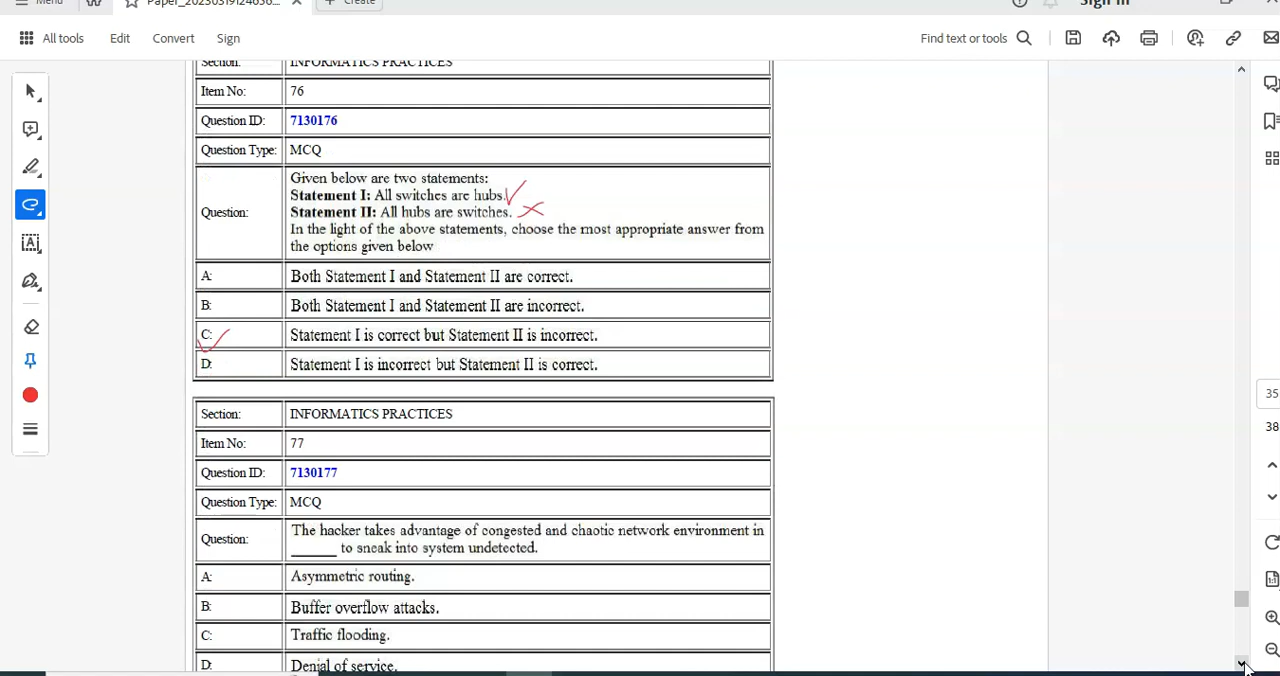 Menu
Paper_20230319124636...
Create
Sign in
All tools
Edit
Convert
Sign
Find text or tools
Section: INFORMATICS PRACTICES
Item No: 76
Question ID: 7130176
Question Type: MCQ
Question:
Given below are two statements:
Statement I: All switches are hubs.
Statement II: All hubs are switches.
In the light of the above statements, choose the most appropriate answer from
the options given below
A: Both Statement I and Statement II are correct.
B: Both Statement I and Statement II are incorrect.
C: Statement I is correct but Statement II is incorrect.
D: Statement I is incorrect but Statement II is correct.
Section: INFORMATICS PRACTICES
Item No: 77
Question ID: 7130177
Question Type: MCQ
Question:
The hacker takes advantage of congested and chaotic network environment in
______ to sneak into system undetected.
A: Asymmetric routing.
B: Buffer overflow attacks.
C: Traffic flooding.
D: Denial of service.
35
38